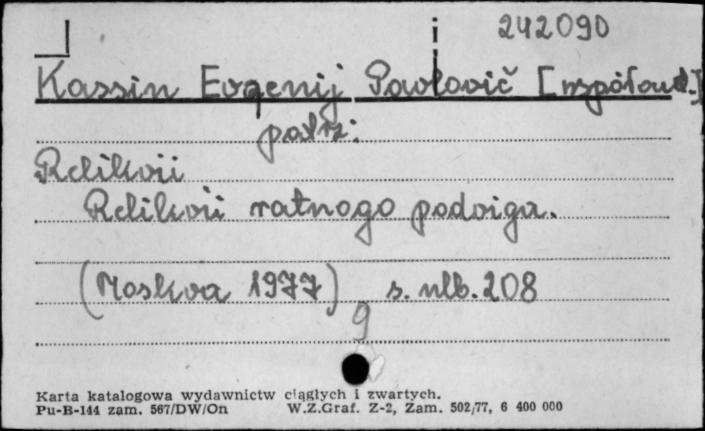 242090
Kassin Evgenij Pavlovič [współaut.]
patrz:
Relikvii
Relikvii ratnogo podviga.
(Moskva 1977) s. nlb. 208
9
Karta katalogowa wydawnictw ciągłych i zwartych.
Pu-B-144 zam. 567/DW/On W.Z.Graf. Z-2, Zam. 502/77, 6 400 000